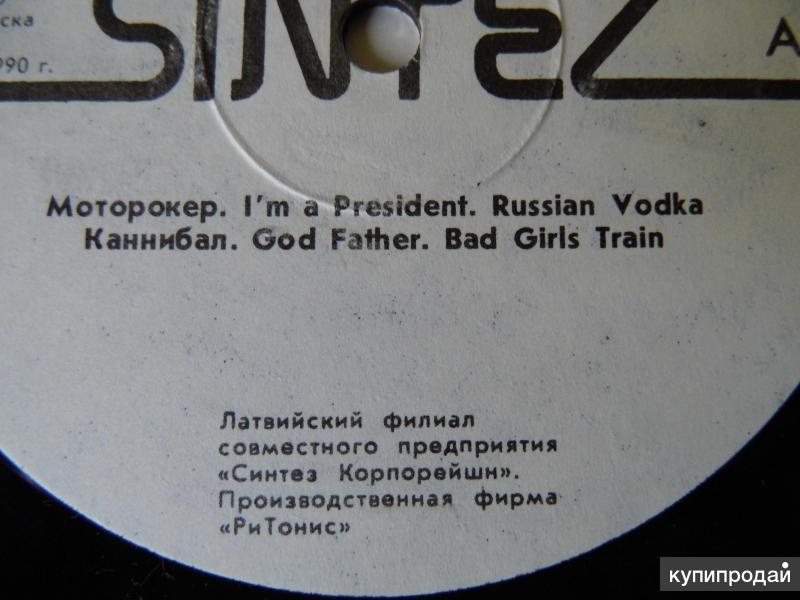 ска
990 г.
SINTEZ
A
Моторокер. I'm a President. Russian Vodka
Каннибал. God Father. Bad Girls Train
Латвийский филиал
совместного предприятия
«Синтез Корпорейшн».
Производственная фирма
«РиТонис»
купипродай